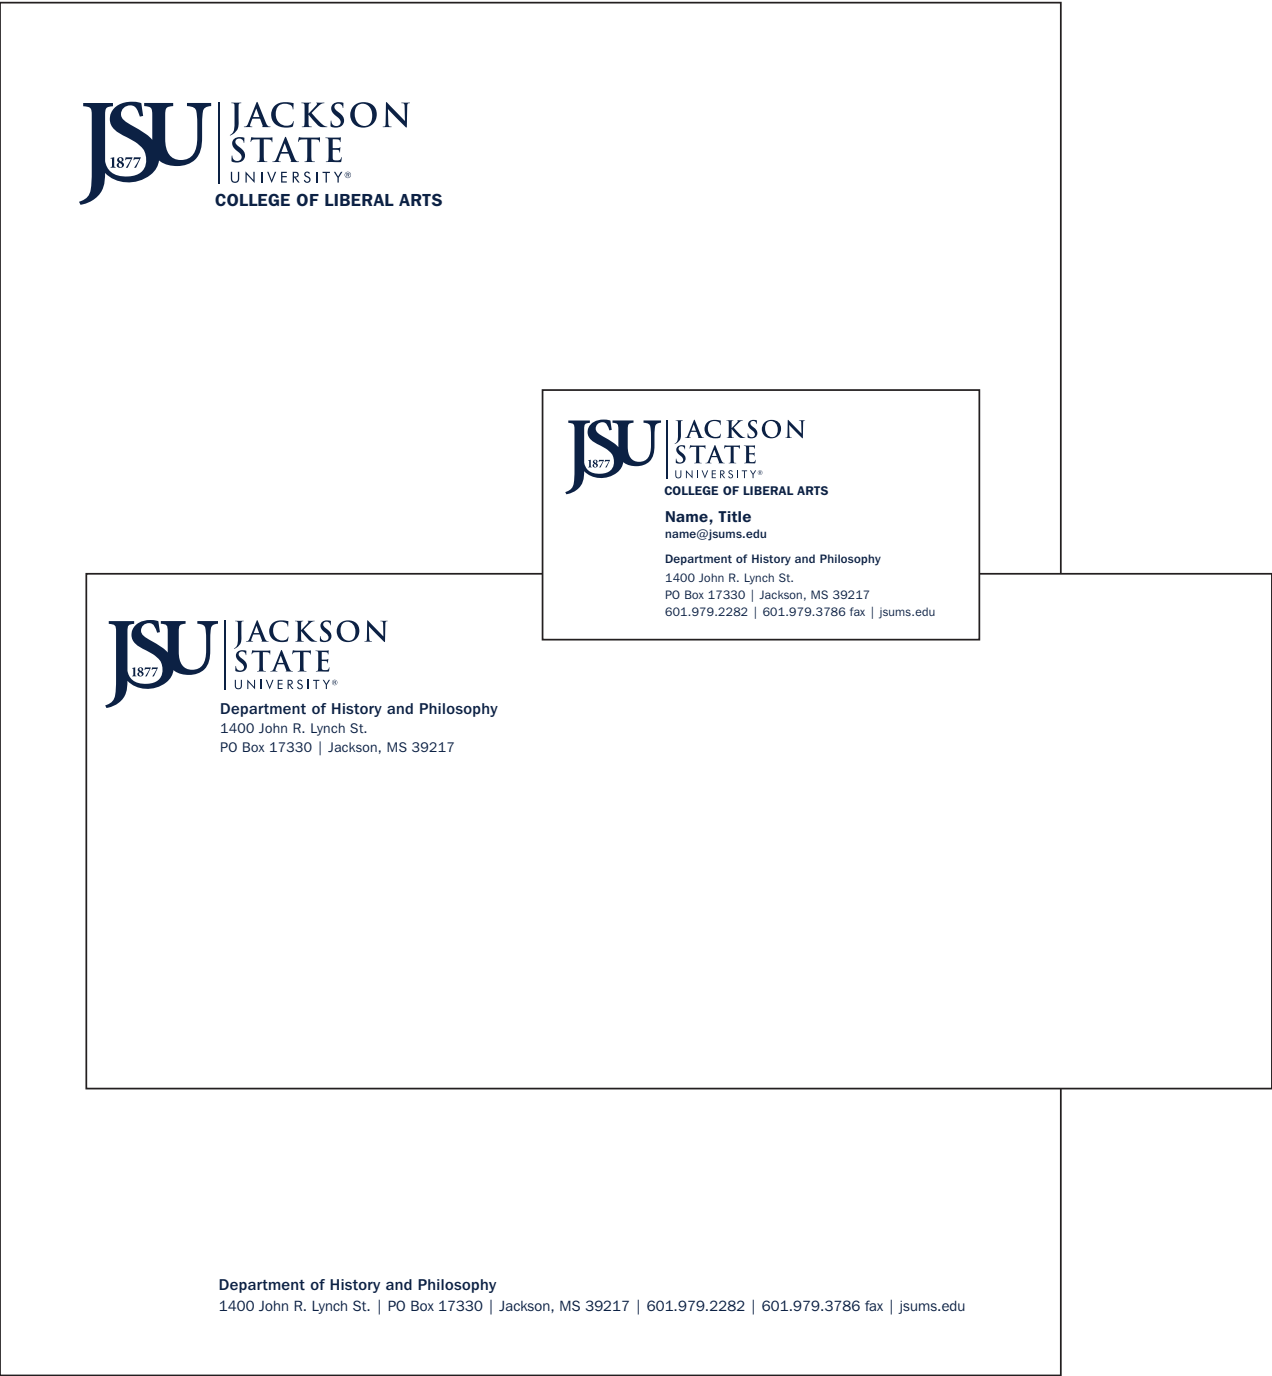 JSU
1877
JACKSON
STATE
UNIVERSITY®
COLLEGE OF LIBERAL ARTS
JSU
1877
JACKSON
STATE
UNIVERSITY®
COLLEGE OF LIBERAL ARTS
Name, Title
name@jsums.edu
Department of History and Philosophy
1400 John R. Lynch St.
PO Box 17330 | Jackson, MS 39217
601.979.2282 | 601.979.3786 fax | jsums.edu
JSU
1877
JACKSON
STATE
UNIVERSITY®
Department of History and Philosophy
1400 John R. Lynch St.
PO Box 17330 | Jackson, MS 39217
Department of History and Philosophy
1400 John R. Lynch St. | PO Box 17330 | Jackson, MS 39217 | 601.979.2282 | 601.979.3786 fax | jsums.edu